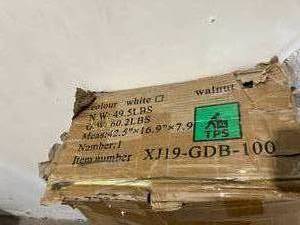 colour white □ walnut
N.W: 49.5LBS
G.W: 60.2LBS
Meas:42.5"*16.9"*7.9
TPS
Number:1
Item number XJ19-GDB-100